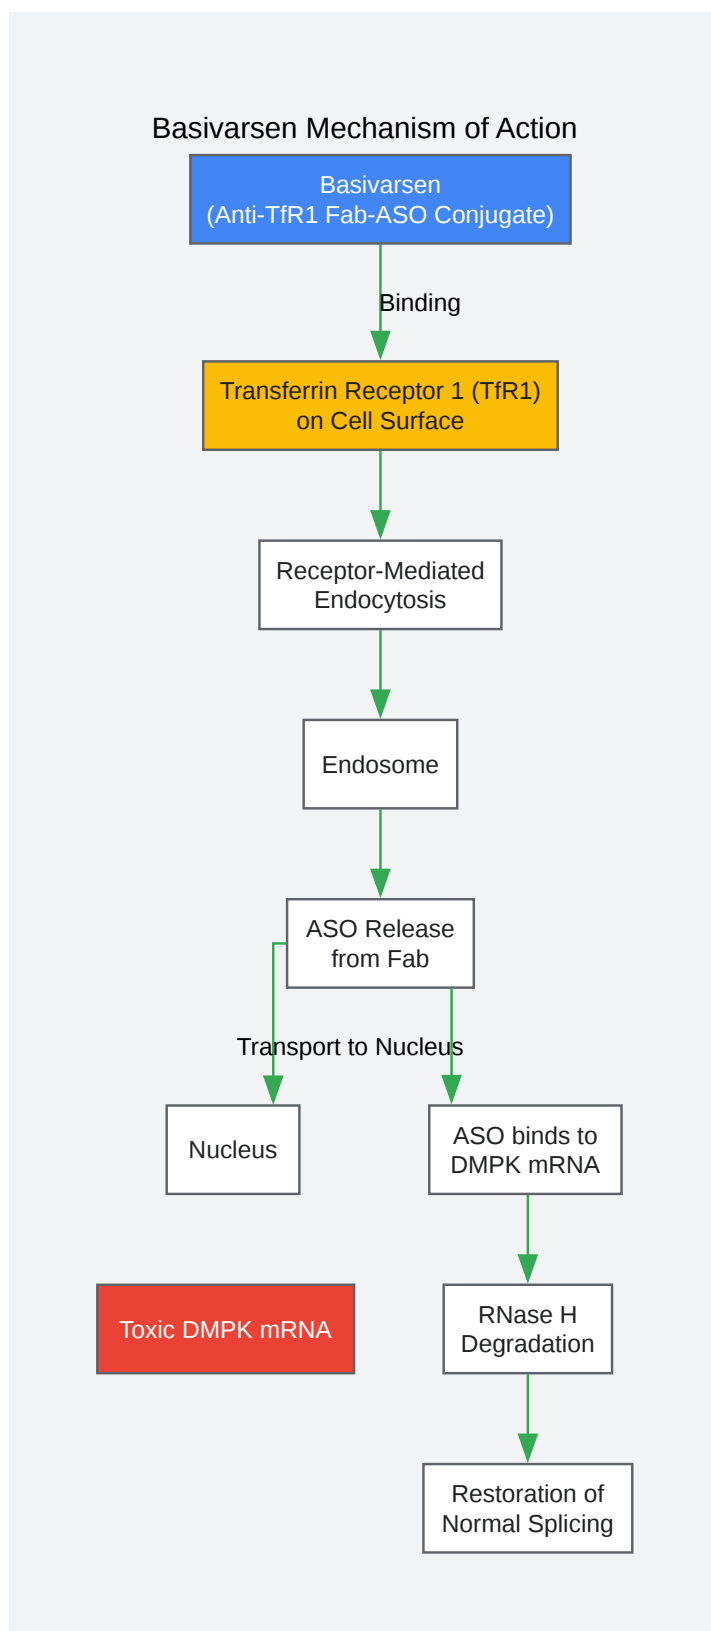 Basivarsen Mechanism of Action
Basivarsen
(Anti-TfR1 Fab-ASO Conjugate)
Binding
Transferrin Receptor 1 (TfR1)
on Cell Surface
Receptor-Mediated
Endocytosis
Endosome
ASO Release
from Fab
Transport to Nucleus
Nucleus
ASO binds to
DMPK mRNA
Toxic DMPK mRNA
RNase H
Degradation
Restoration of
Normal Splicing